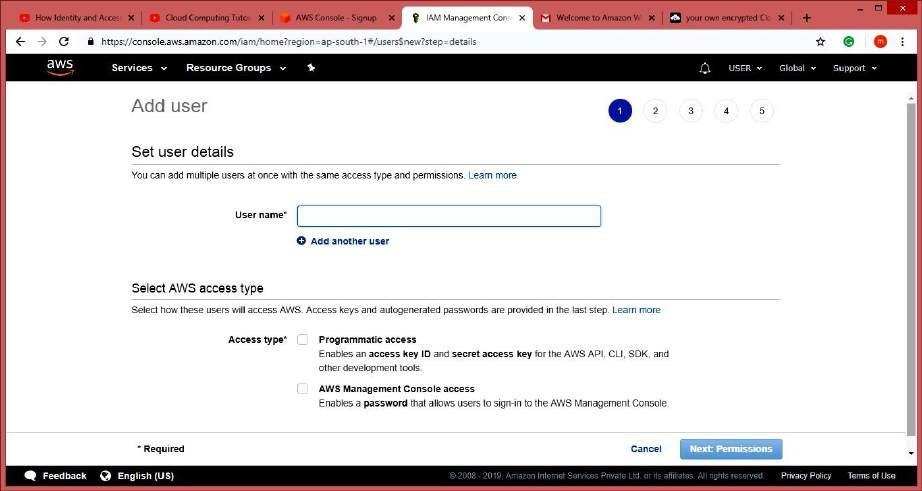 How Identity and Access
Cloud Computing Tutor
AWS Console - Signup
IAM Management Cons
Welcome to Amazon W
your own encrypted Clo
https://console.aws.amazon.com/iam/home?region=ap-south-1#/users$new?step=details
m
aws
Services
Resource Groups
USER
Global
Support
Add user
1
2
3
4
5
Set user details
You can add multiple users at once with the same access type and permissions. Learn more
User name*
Add another user
Select AWS access type
Select how these users will access AWS. Access keys and autogenerated passwords are provided in the last step. Learn more
Access type*
Programmatic access
Enables an access key ID and secret access key for the AWS API, CLI, SDK, and
other development tools.
AWS Management Console access
Enables a password that allows users to sign-in to the AWS Management Console.
* Required
Cancel
Next: Permissions
Feedback
English (US)
© 2008 - 2019, Amazon Internet Services Private Ltd. or its affiliates. All rights reserved.
Privacy Policy
Terms of Use